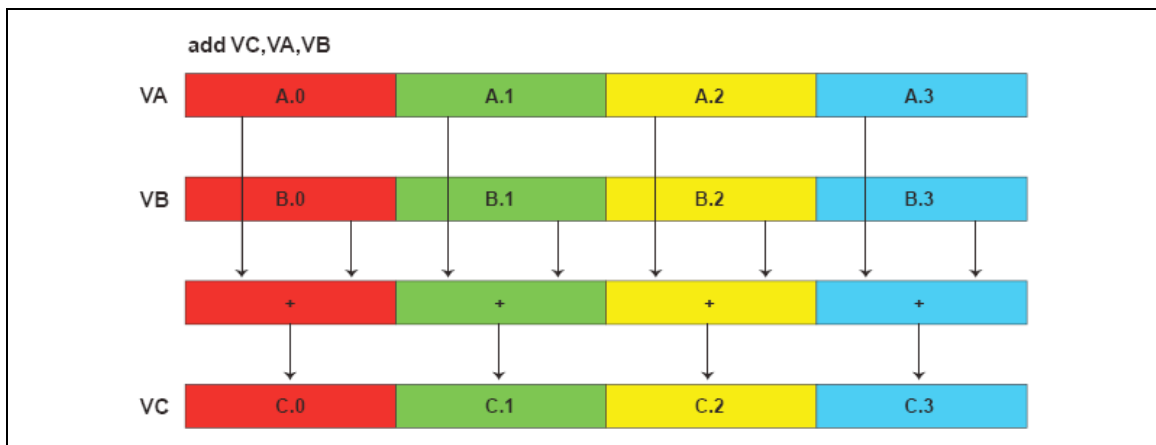 add VC,VA,VB
VA A.0 A.1 A.2 A.3
VB B.0 B.1 B.2 B.3
+ + + +
VC C.0 C.1 C.2 C.3